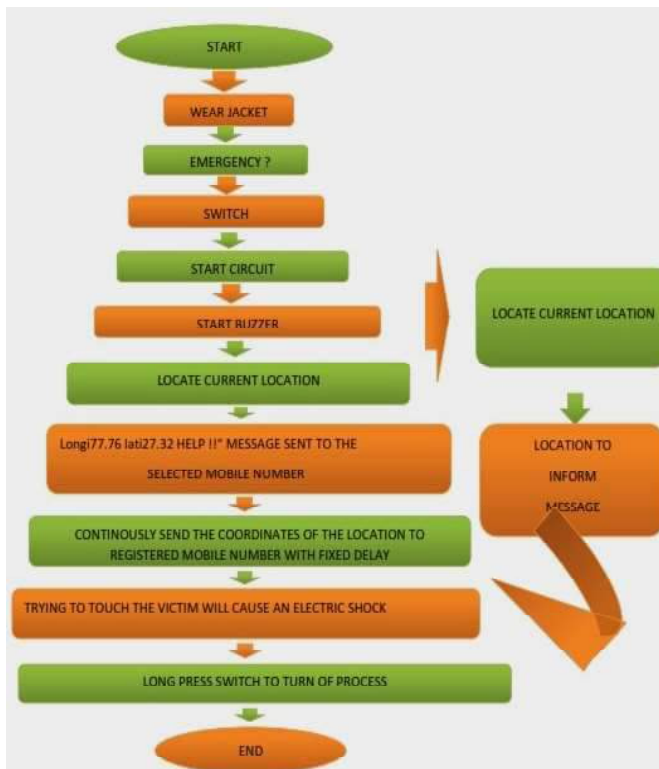 START
WEAR JACKET
EMERGENCY ?
SWITCH
START CIRCUIT
START BUZZER
LOCATE CURRENT LOCATION
Longi77.76 lati27.32 HELP !!" MESSAGE SENT TO THE
SELECTED MOBILE NUMBER
CONTINOUSLY SEND THE COORDINATES OF THE LOCATION TO
REGISTERED MOBILE NUMBER WITH FIXED DELAY
TRYING TO TOUCH THE VICTIM WILL CAUSE AN ELECTRIC SHOCK
LONG PRESS SWITCH TO TURN OF PROCESS
END
LOCATE CURRENT LOCATION
LOCATION TO
INFORM
MESSAGE